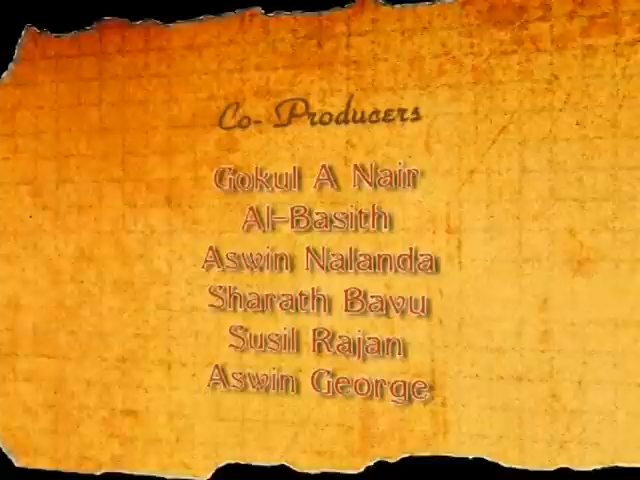 Co-Producers
Gokul A Nair
Al-Basith
Aswin Nalanda
Sharath Bavu
Susil Rajan
Aswin George